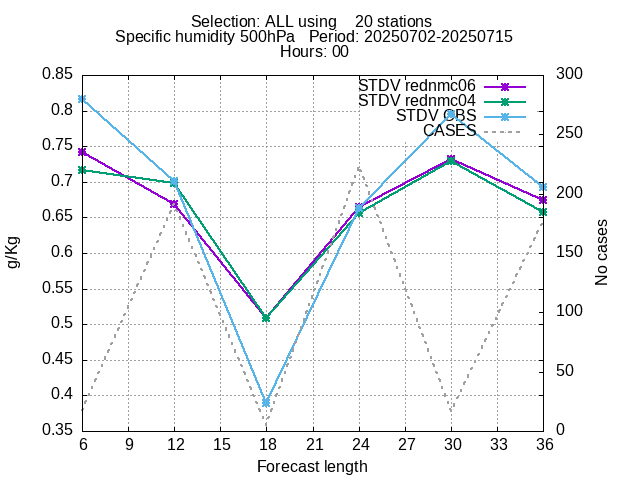 Selection: ALL using 20 stations
Specific humidity 500hPa Period: 20250702-20250715
Hours: 00
STDV rednmc06
STDV rednmc04
STDV OBS
CASES
0.85
0.8
0.75
0.7
0.65
0.6
0.55
0.5
0.45
0.4
0.35
g/Kg
300
250
200
150
100
50
0
No cases
6 9 12 15 18 21 24 27 30 33 36
Forecast length